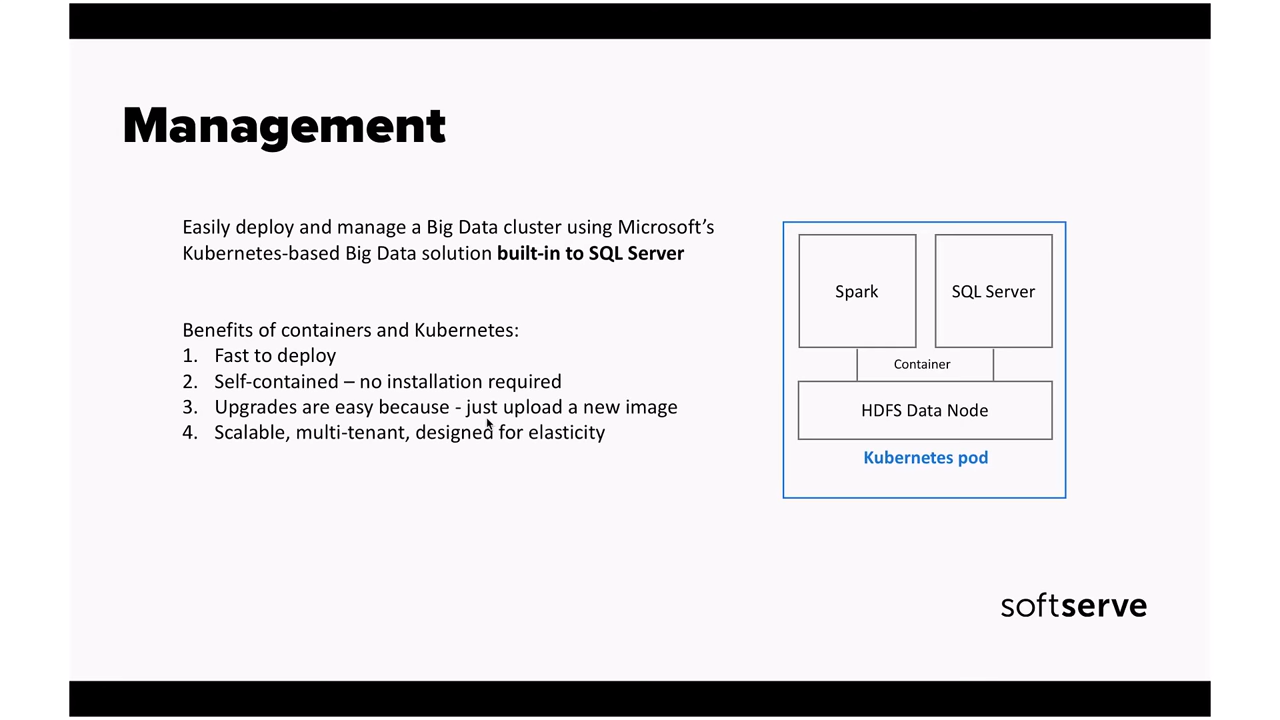 Management
Easily deploy and manage a Big Data cluster using Microsoft’s
Kubernetes-based Big Data solution built-in to SQL Server
Benefits of containers and Kubernetes:
1. Fast to deploy
2. Self-contained – no installation required
3. Upgrades are easy because - just upload a new image
4. Scalable, multi-tenant, designed for elasticity
Spark
SQL Server
Container
HDFS Data Node
Kubernetes pod
softserve